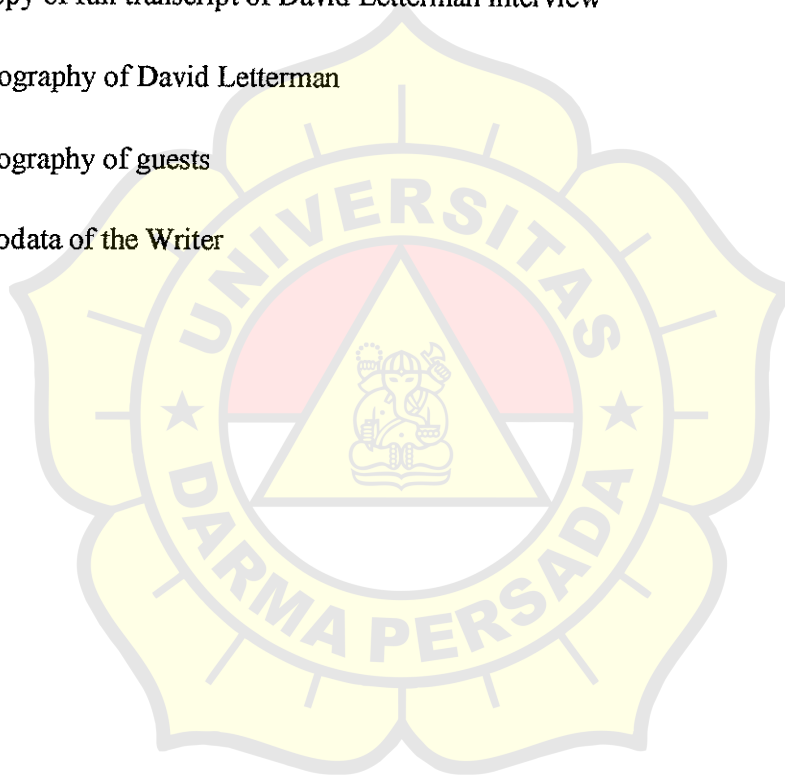 opy of full transcript of David Letterman interview
ography of David Letterman
ography of guests
odata of the Writer
UNIVERSITAS
DARMA PERSADA